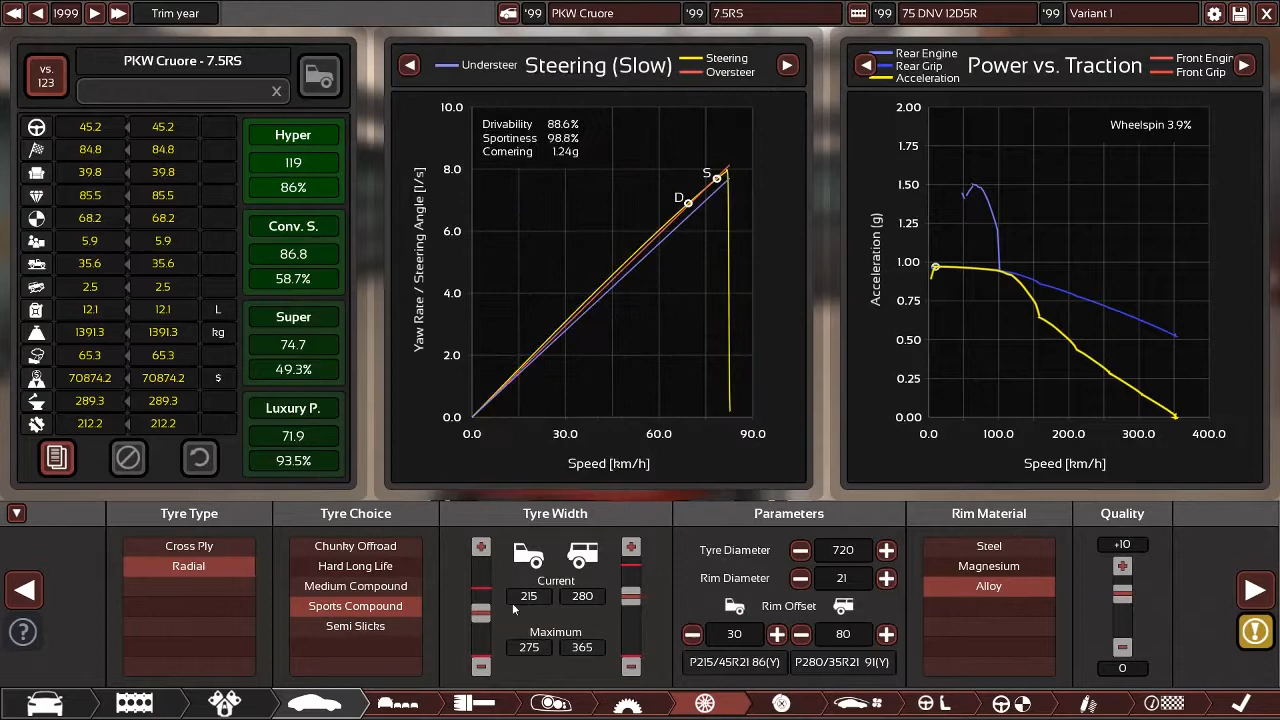 1999
Trim year
'99 PKW Cruore
'99 7.5RS
'99 75 DNV 12D5R
'99 Variant 1
vs.
123
PKW Cruore - 7.5RS
X
45.2 45.2
84.8 84.8
39.8 39.8
85.5 85.5
68.2 68.2
5.9 5.9
35.6 35.6
2.5 2.5
12.1 12.1 L
1391.3 1391.3 kg
65.3 65.3
70874.2 70874.2 $
289.3 289.3
212.2 212.2
Hyper
119
86%
Conv. S.
86.8
58.7%
Super
74.7
49.3%
Luxury P.
71.9
93.5%
Understeer
Steering (Slow)
Steering
Oversteer
Drivability 88.6%
Sportiness 98.8%
Cornering 1.24g
D
S
10.0
8.0
6.0
4.0
2.0
0.0
Yaw Rate / Steering Angle [1/s]
0.0 30.0 60.0 90.0
Speed [km/h]
Rear Engine
Rear Grip
Acceleration
Power vs. Traction
Front Engin
Front Grip
Wheelspin 3.9%
2.00
1.75
1.50
1.25
1.00
0.75
0.50
0.25
0.00
Acceleration (g)
0.0 100.0 200.0 300.0 400.0
Speed [km/h]
Tyre Type
Cross Ply
Radial
Tyre Choice
Chunky Offroad
Hard Long Life
Medium Compound
Sports Compound
Semi Slicks
Tyre Width
Current
215 280
Maximum
275 365
Parameters
Tyre Diameter 720
Rim Diameter 21
Rim Offset
30 80
P215/45R21 86(Y) P280/35R21 91(Y)
Rim Material
Steel
Magnesium
Alloy
Quality
+10
0
?